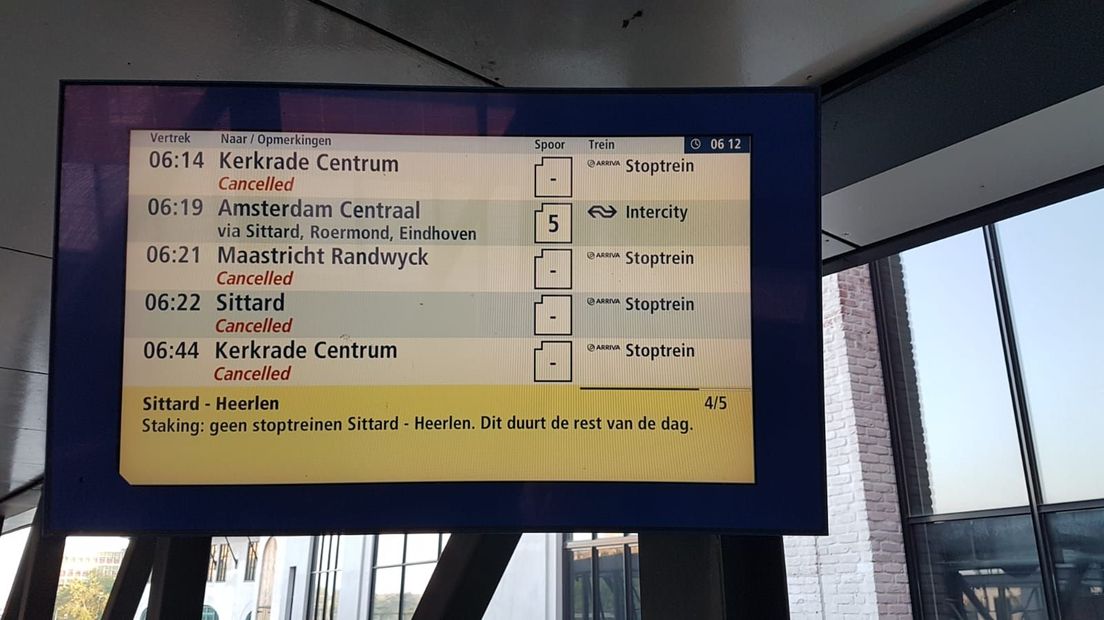 Vertrek Naar / Opmerkingen Spoor Trein 06 12
06:14 Kerkrade Centrum - ARRIVA Stoptrein
Cancelled
06:19 Amsterdam Centraal 5 Intercity
via Sittard, Roermond, Eindhoven
06:21 Maastricht Randwyck - ARRIVA Stoptrein
Cancelled
06:22 Sittard - ARRIVA Stoptrein
Cancelled
06:44 Kerkrade Centrum - ARRIVA Stoptrein
Cancelled
Sittard - Heerlen 4/5
Staking: geen stoptreinen Sittard - Heerlen. Dit duurt de rest van de dag.